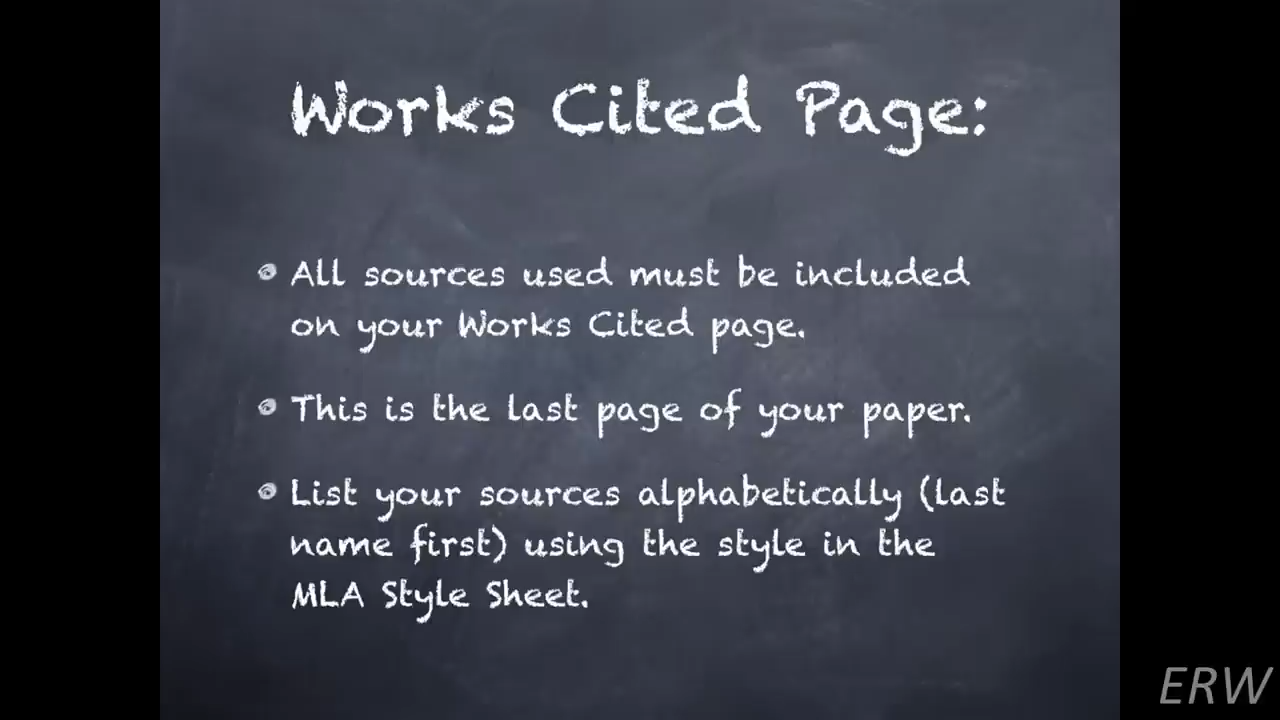 Works Cited Page:
All sources used must be included
on your Works Cited page.
This is the last page of your paper.
List your sources alphabetically (last
name first) using the style in the
MLA Style Sheet.
ERW